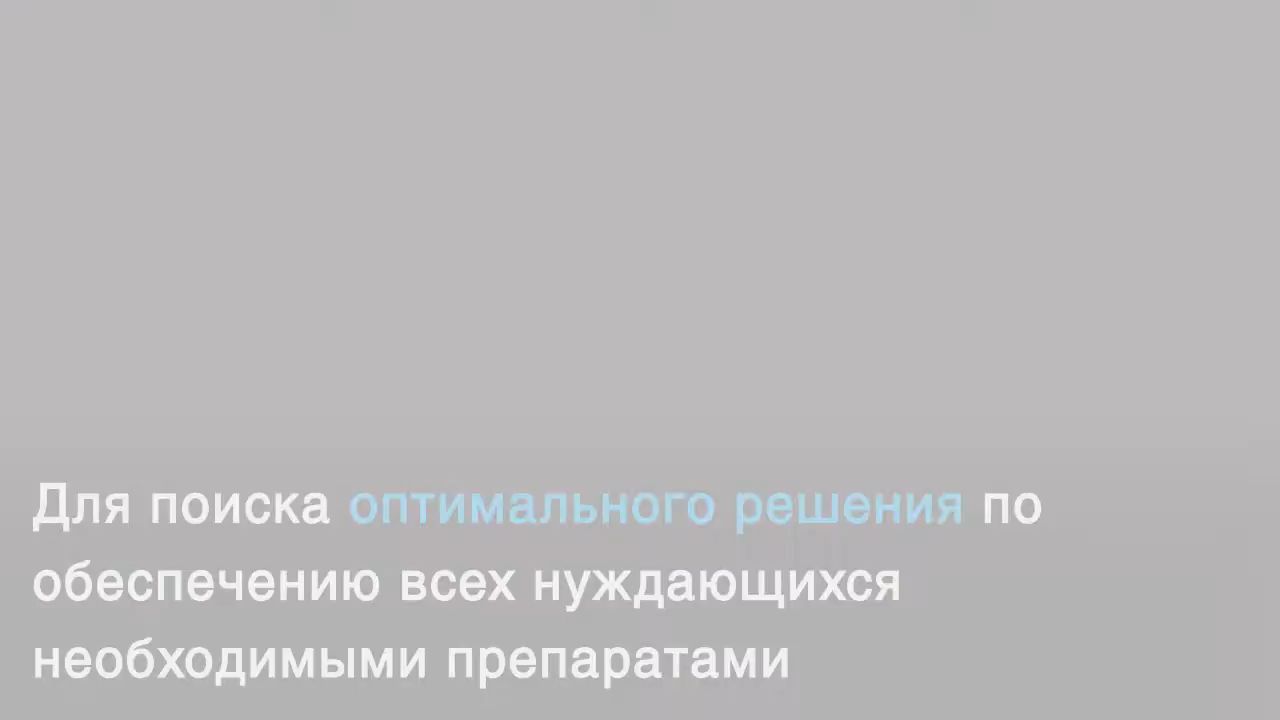 Для поиска оптимального решения по
обеспечению всех нуждающихся
необходимыми препаратами